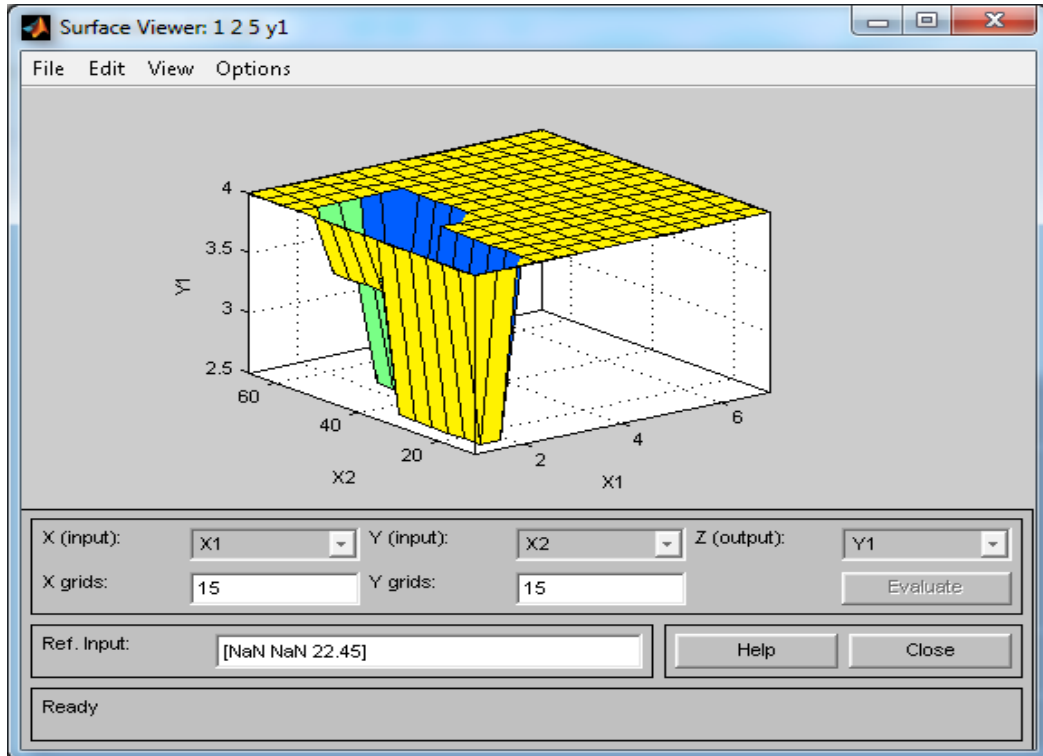 Surface Viewer: 1 2 5 y1
File Edit View Options
4
3.5
3
2.5
Y1
60
40
20
X2
2
4
6
X1
X (input): X1 Y (input): X2 Z (output): Y1
X grids: 15 Y grids: 15 Evaluate
Ref. Input: [NaN NaN 22.45] Help Close
Ready